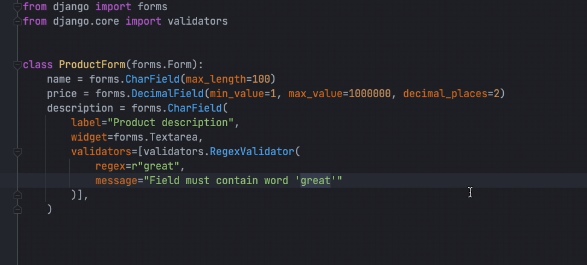 from django import forms
from django.core import validators
class ProductForm(forms.Form):
name = forms.CharField(max_length=100)
price = forms.DecimalField(min_value=1, max_value=1000000, decimal_places=2)
description = forms.CharField(
label="Product description",
widget=forms.Textarea,
validators=[validators.RegexValidator(
regex=r"great",
message="Field must contain word 'great'"
)],
)